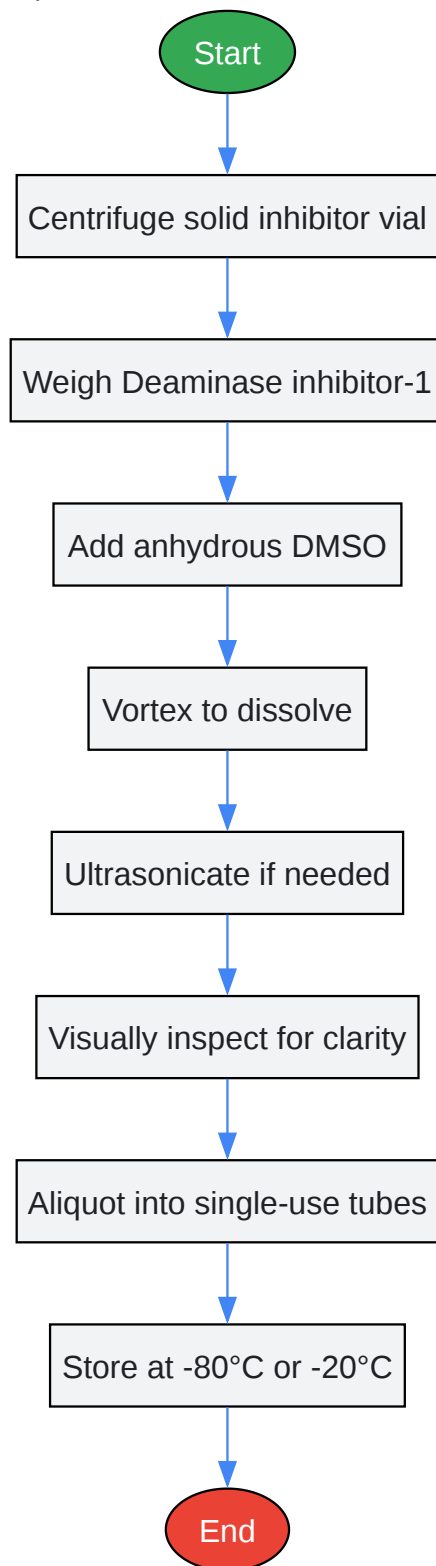 Start
Centrifuge solid inhibitor vial
Weigh Deaminase inhibitor-1
Add anhydrous DMSO
Vortex to dissolve
Ultrasonicate if needed
Visually inspect for clarity
Aliquot into single-use tubes
Store at -80°C or -20°C
End